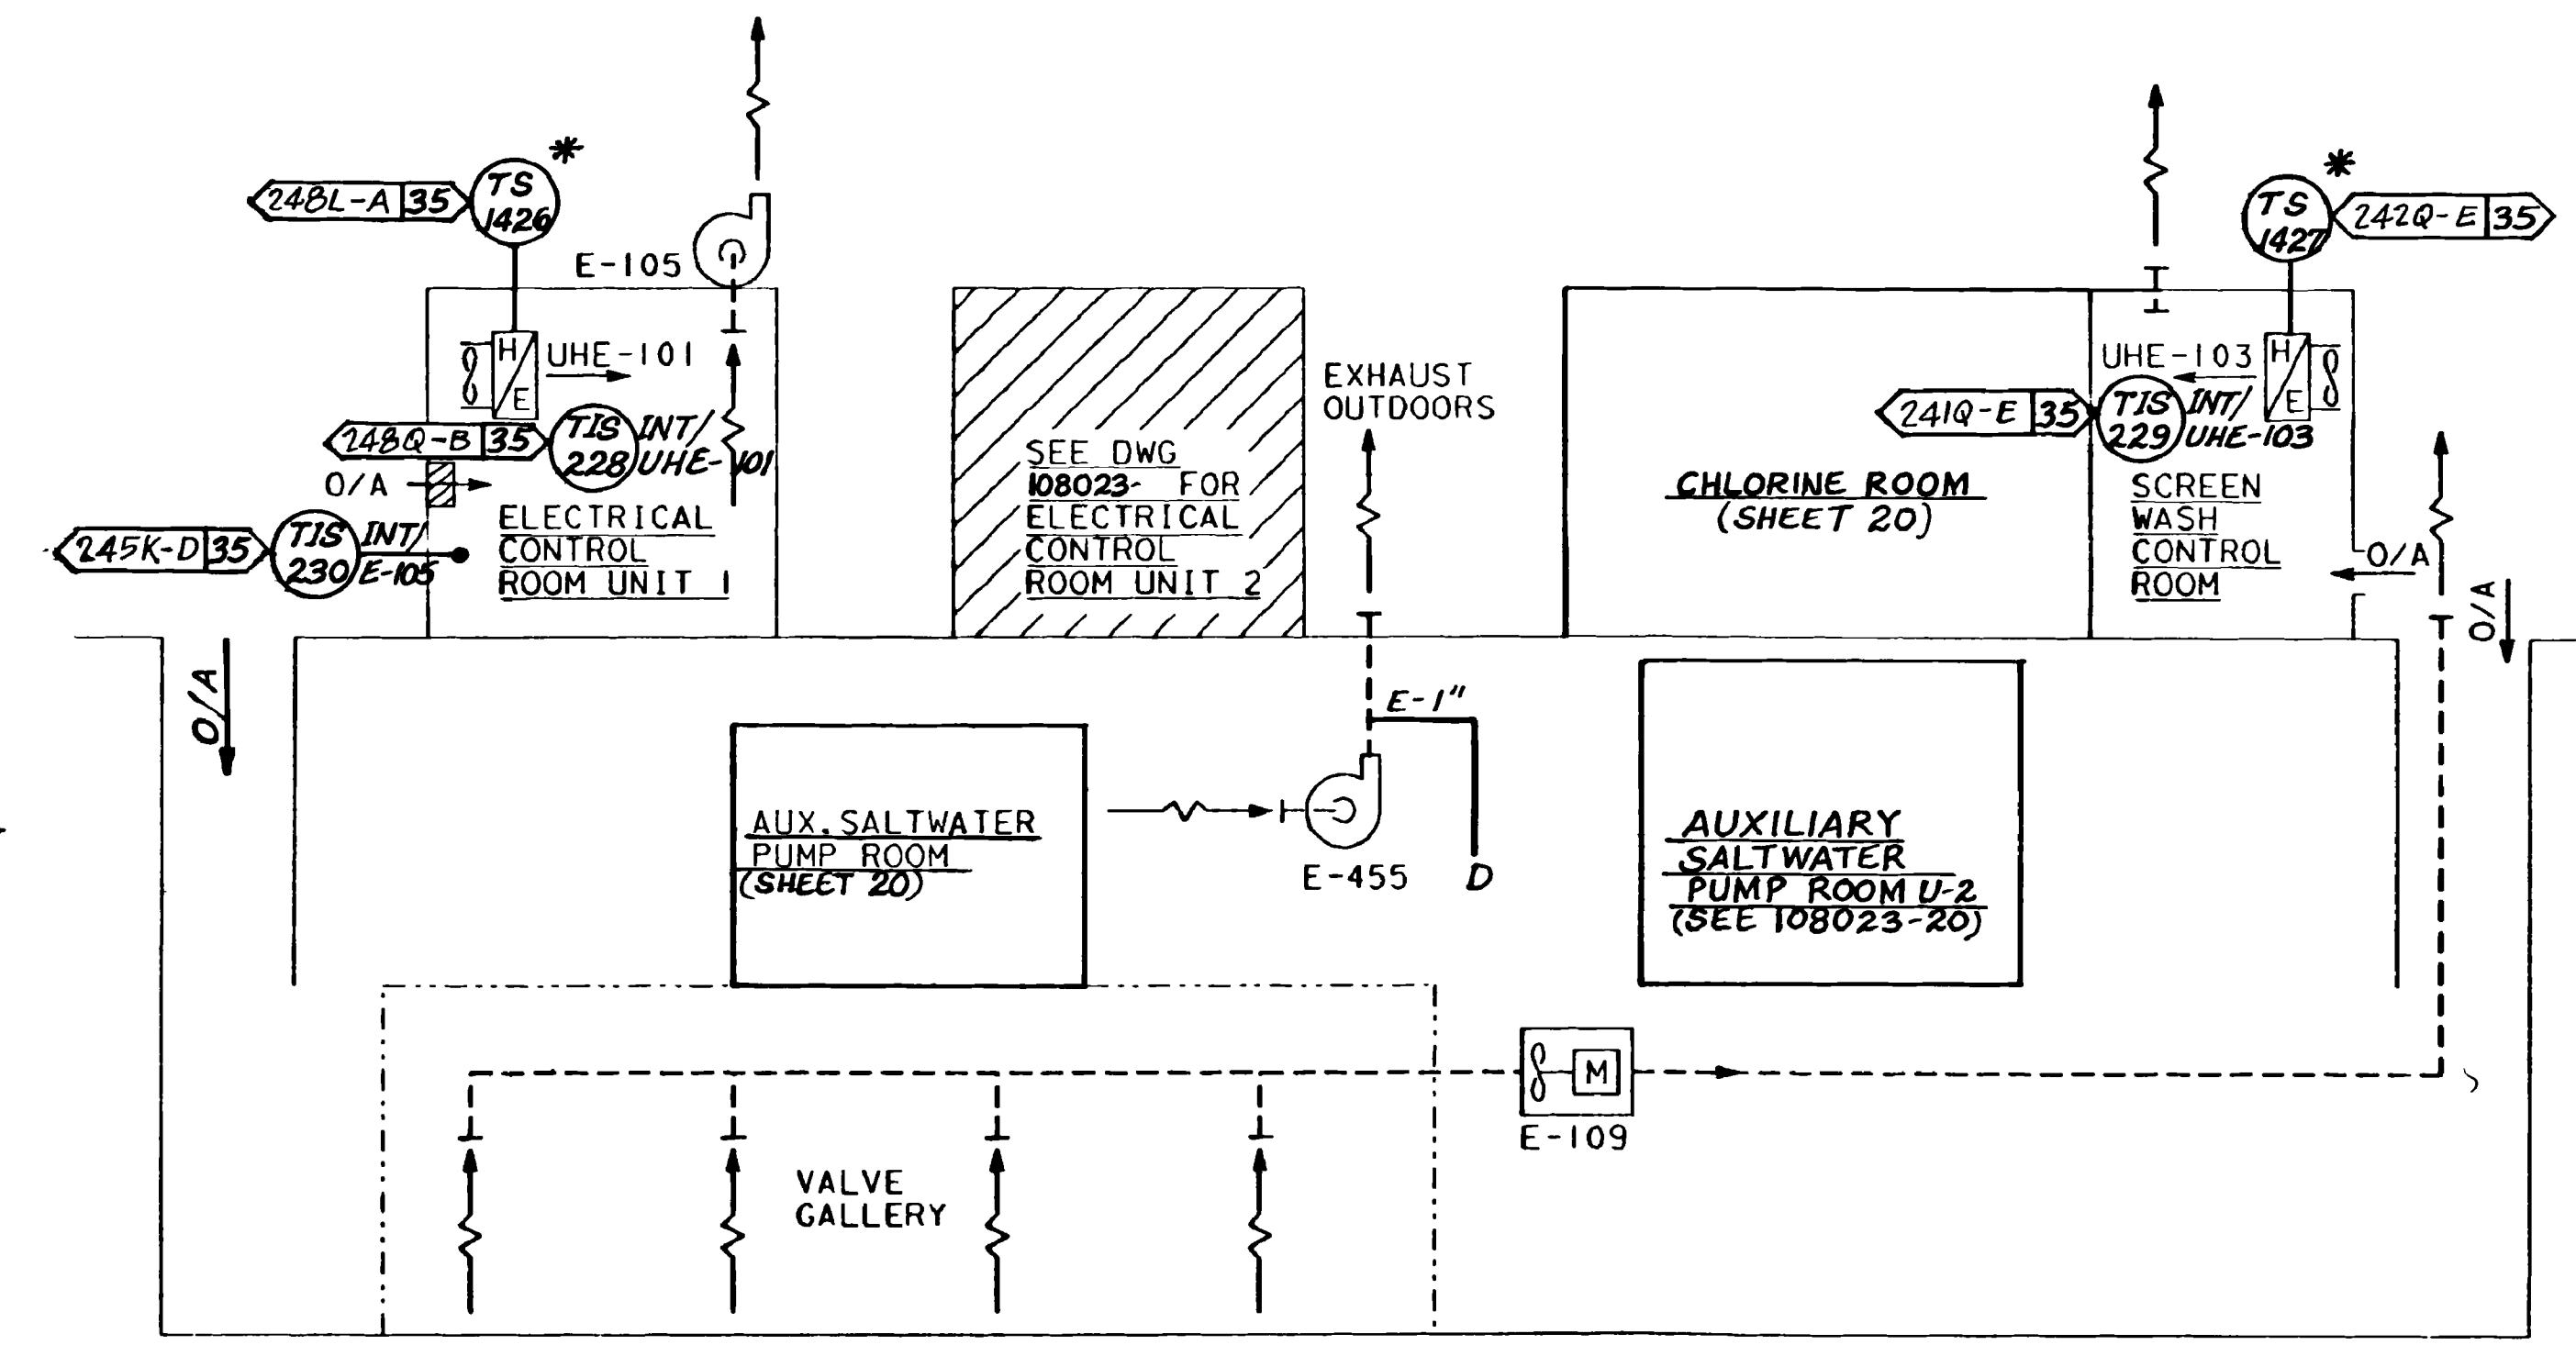 TS
1426
*
248L-A 35
E-105
H/E
UHE-101
248Q-B 35
TIS
228
INT/
UHE-101
O/A
245K-D 35
TIS
230
INT/
E-105
ELECTRICAL
CONTROL
ROOM UNIT 1
SEE DWG
108023- FOR
ELECTRICAL
CONTROL
ROOM UNIT 2
EXHAUST
OUTDOORS
CHLORINE ROOM
(SHEET 20)
TS
1427
*
242Q-E 35
UHE-103
H/E
241Q-E 35
TIS
229
INT/
UHE-103
SCREEN
WASH
CONTROL
ROOM
O/A
O/A
O/A
AUX. SALTWATER
PUMP ROOM
(SHEET 20)
E-1"
E-455
D
AUXILIARY
SALTWATER
PUMP ROOM U-2
(SEE 108023-20)
M
E-109
VALVE
GALLERY